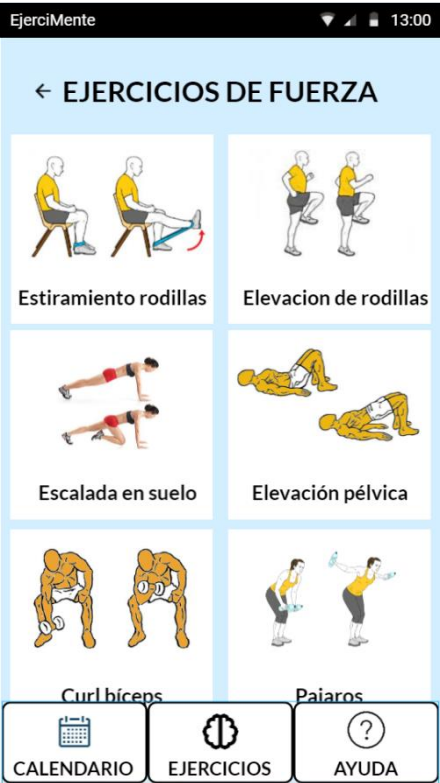 EjerciMente 13:00
← EJERCICIOS DE FUERZA
Estiramiento rodillas
Elevacion de rodillas
Escalada en suelo
Elevación pélvica
Curl bíceps
Pajaros
CALENDARIO
EJERCICIOS
?
AYUDA